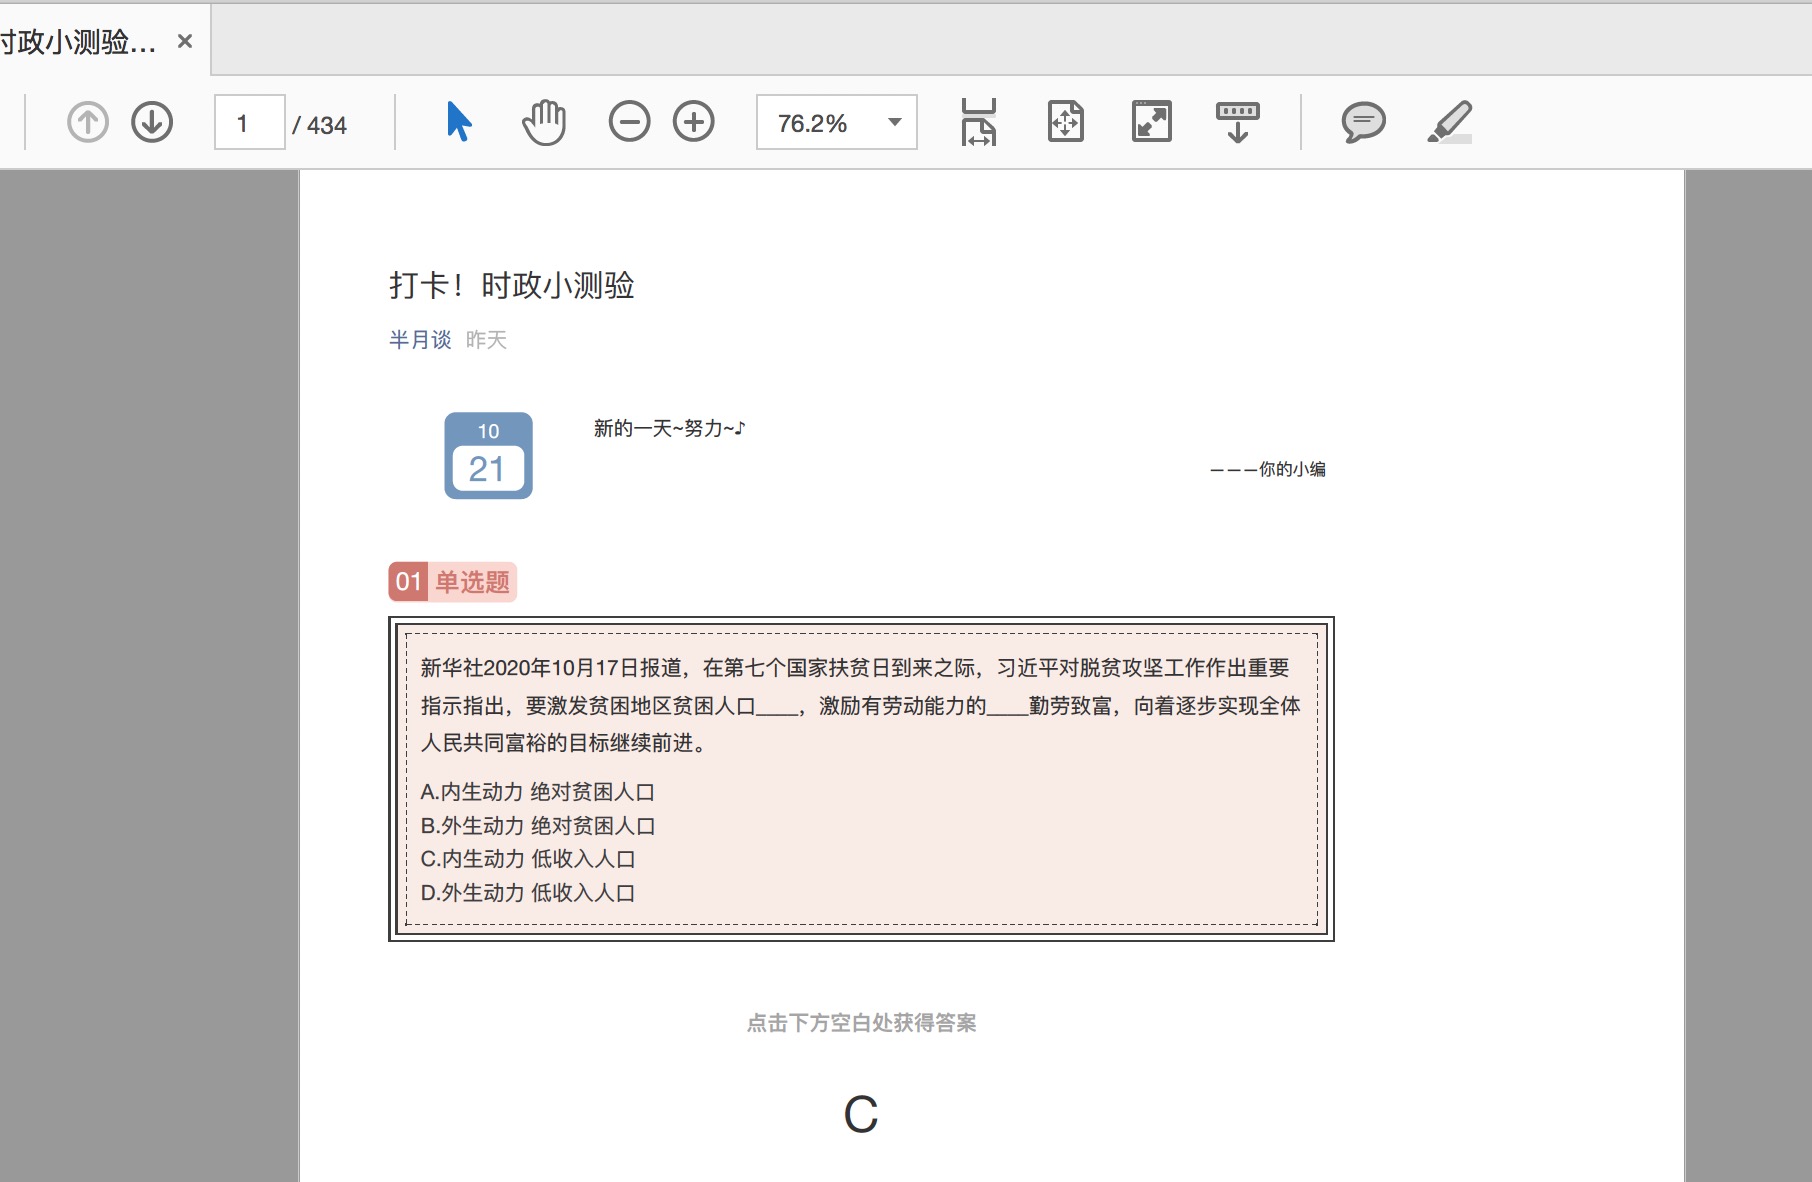 时政小测验...
1 / 434
76.2%
打卡！时政小测验
半月谈 昨天
10
21
新的一天~努力~♪
———你的小编
01 单选题
新华社2020年10月17日报道，在第七个国家扶贫日到来之际，习近平对脱贫攻坚工作作出重要
指示指出，要激发贫困地区贫困人口____，激励有劳动能力的____勤劳致富，向着逐步实现全体
人民共同富裕的目标继续前进。
A.内生动力 绝对贫困人口
B.外生动力 绝对贫困人口
C.内生动力 低收入人口
D.外生动力 低收入人口
点击下方空白处获得答案
C